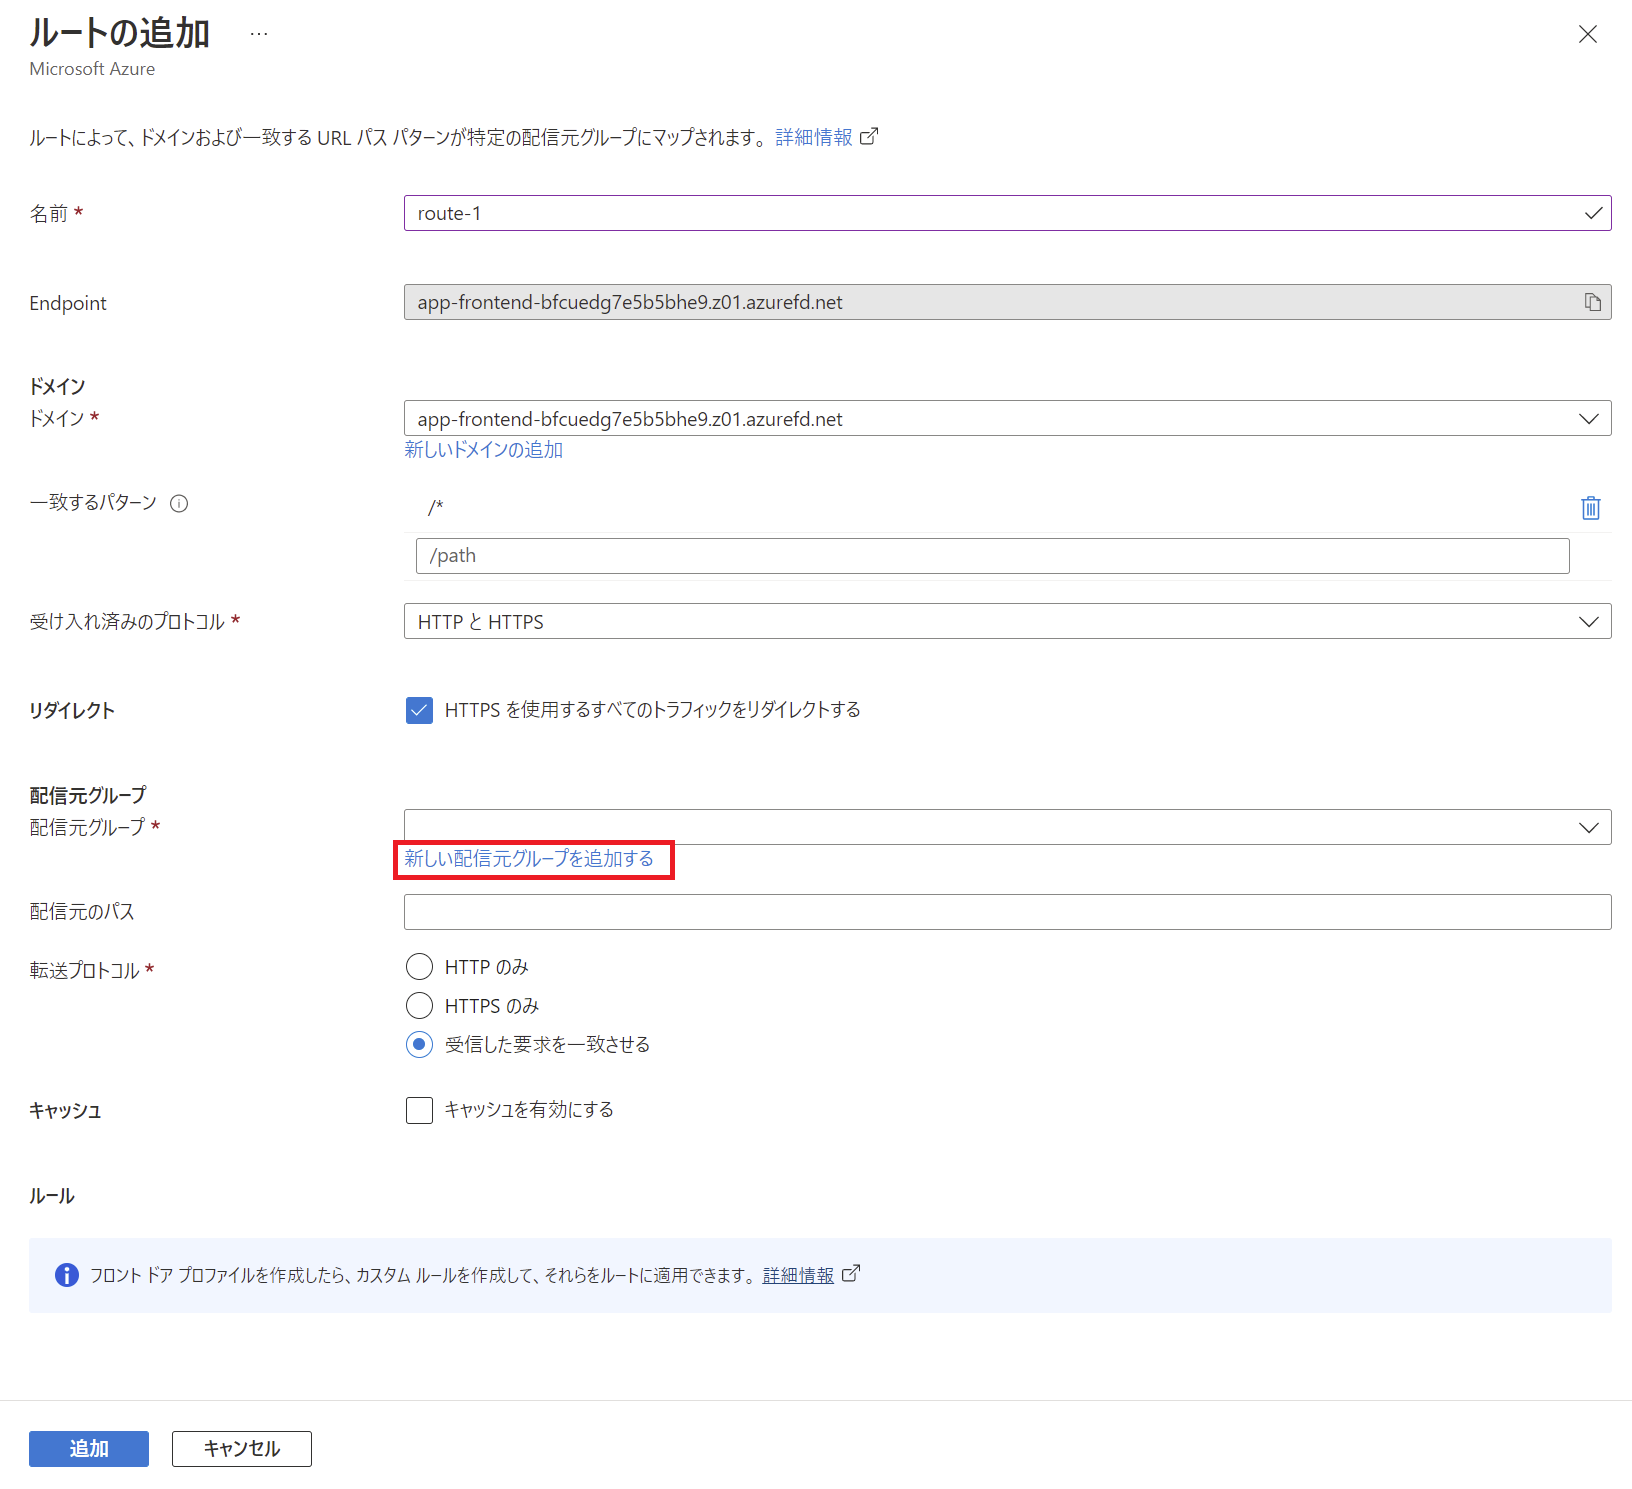 ルートの追加 …
Microsoft Azure
ルートによって、ドメインおよび一致する URL パス パターンが特定の配信元グループにマップされます。 詳細情報
名前 * route-1
Endpoint app-frontend-bfcuedg7e5b5bhe9.z01.azurefd.net
ドメイン
ドメイン * app-frontend-bfcuedg7e5b5bhe9.z01.azurefd.net
新しいドメインの追加
一致するパターン /*
/path
受け入れ済みのプロトコル * HTTP と HTTPS
リダイレクト HTTPS を使用するすべてのトラフィックをリダイレクトする
配信元グループ
配信元グループ *
新しい配信元グループを追加する
配信元のパス
転送プロトコル * HTTP のみ
HTTPS のみ
受信した要求を一致させる
キャッシュ キャッシュを有効にする
ルール
フロント ドア プロファイルを作成したら、カスタム ルールを作成して、それらをルートに適用できます。 詳細情報
追加 キャンセル